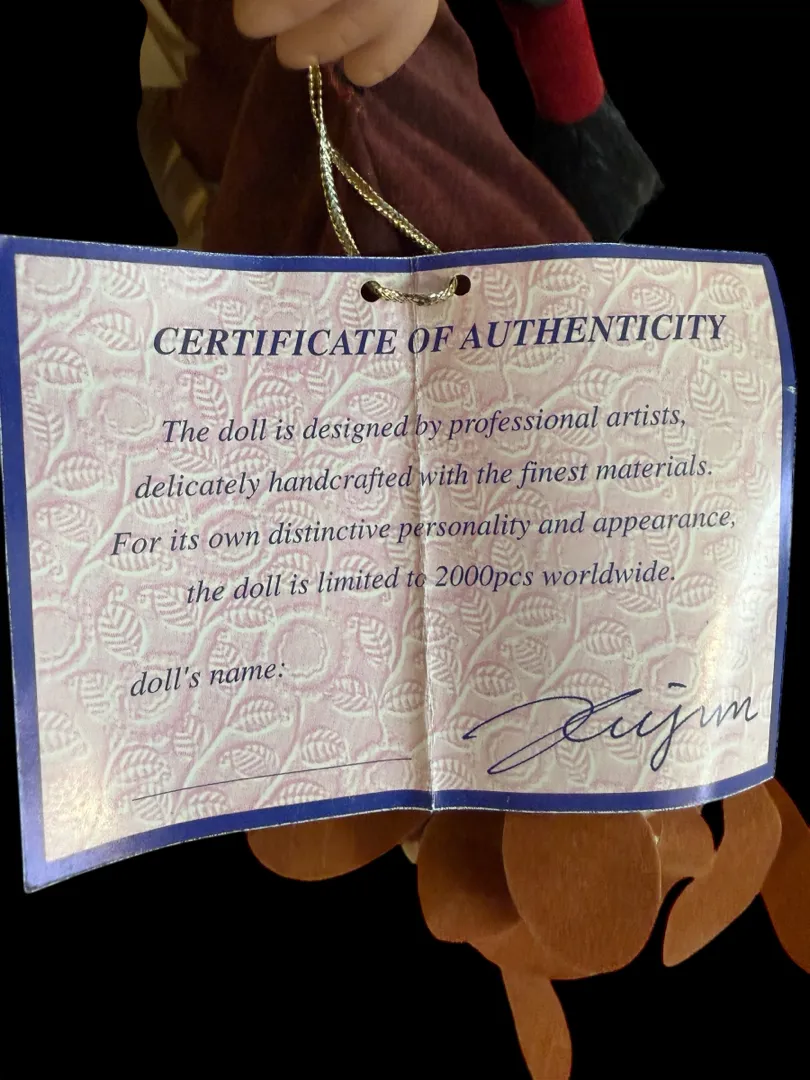 CERTIFICATE OF AUTHENTICITY
The doll is designed by professional artists,
delicately handcrafted with the finest materials.
For its own distinctive personality and appearance,
the doll is limited to 2000pcs worldwide.
doll's name: